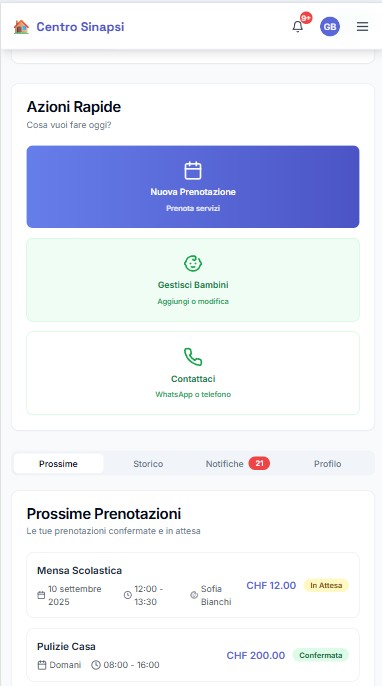 Centro Sinapsi
9+
GB
Azioni Rapide
Cosa vuoi fare oggi?
Nuova Prenotazione
Prenota servizi
Gestisci Bambini
Aggiungi o modifica
Contattaci
WhatsApp o telefono
Prossime Storico Notifiche 21 Profilo
Prossime Prenotazioni
Le tue prenotazioni confermate e in attesa
Mensa Scolastica
10 settembre 2025
12:00 - 13:30
Sofia Bianchi
CHF 12.00 In Attesa
Pulizie Casa
Domani 08:00 - 16:00
CHF 200.00 Confermata